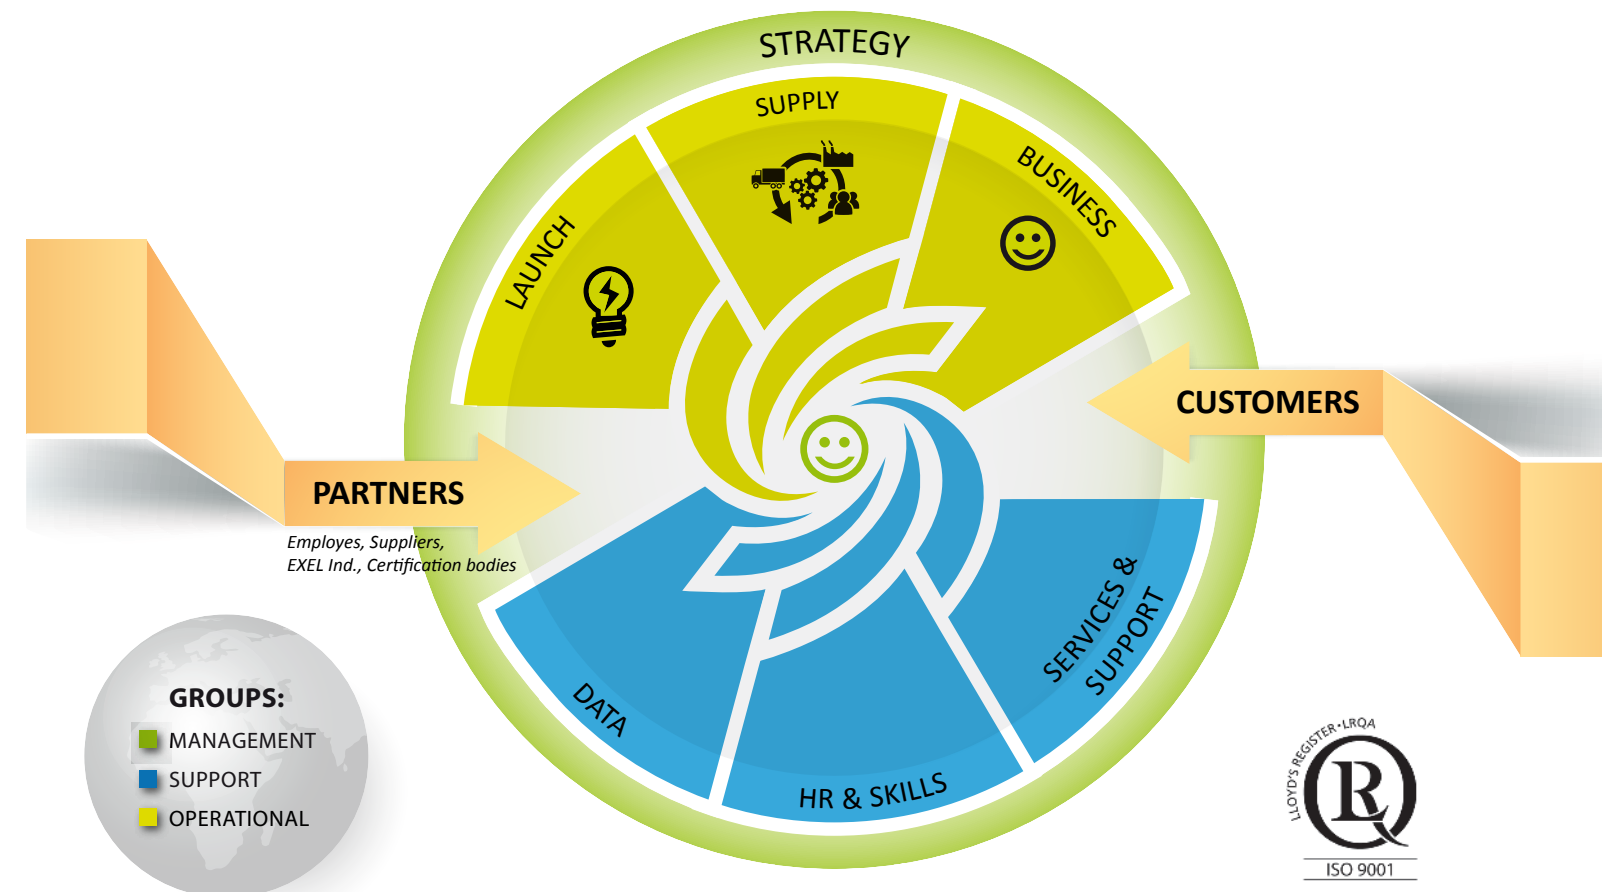 STRATEGY
SUPPLY
BUSINESS
LAUNCH
CUSTOMERS
PARTNERS
Employes, Suppliers,
EXEL Ind., Certification bodies
SERVICES &
SUPPORT
DATA
HR & SKILLS
GROUPS:
MANAGEMENT
SUPPORT
OPERATIONAL
LLOYD'S REGISTER•LRQA
LRQ
ISO 9001